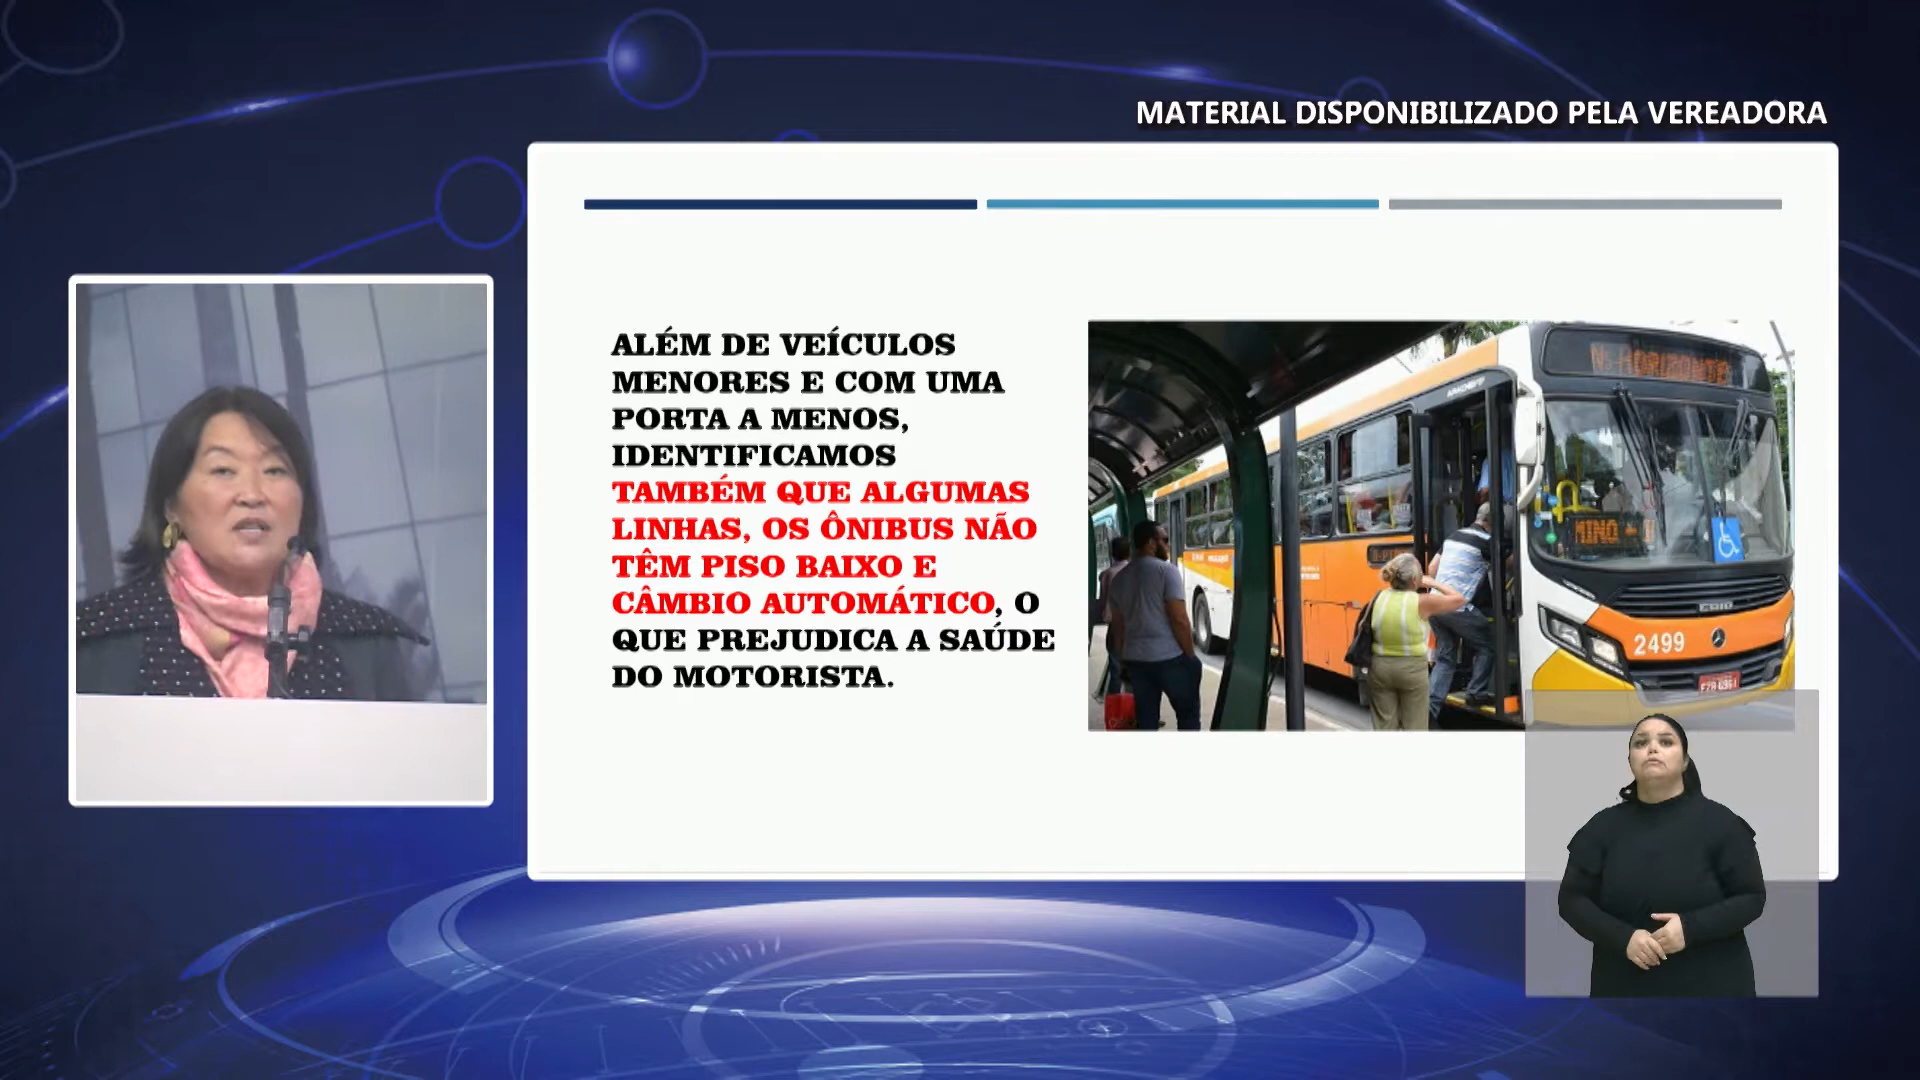 MATERIAL DISPONIBILIZADO PELA VEREADORA
ALÉM DE VEÍCULOS
MENORES E COM UMA
PORTA A MENOS,
IDENTIFICAMOS
TAMBÉM QUE ALGUMAS
LINHAS, OS ÔNIBUS NÃO
TÊM PISO BAIXO E
CÂMBIO AUTOMÁTICO, O
QUE PREJUDICA A SAÚDE
DO MOTORISTA.
N. HORIZONTE
2499